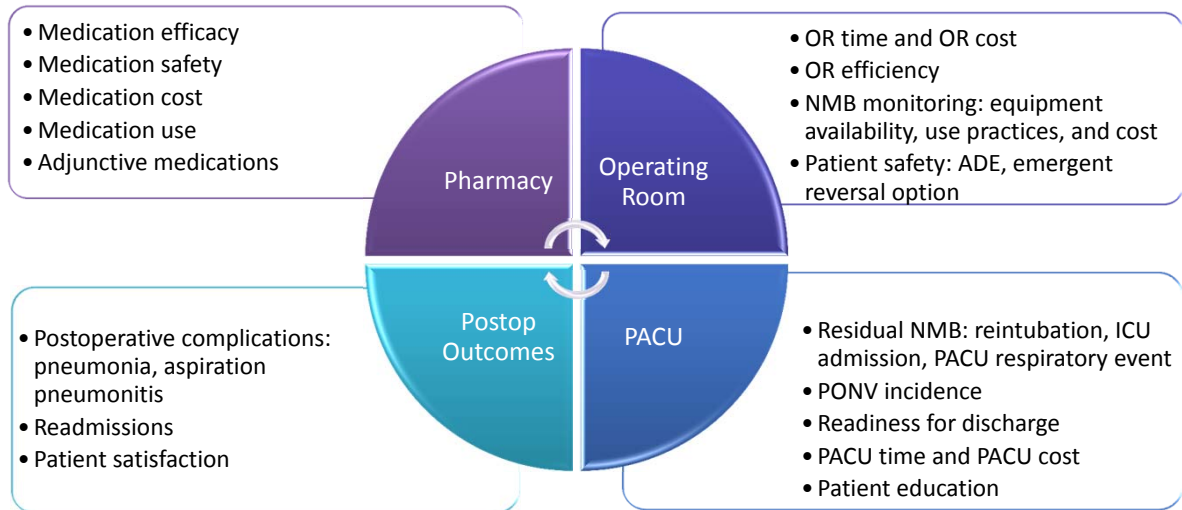 • Medication efficacy
• Medication safety
• Medication cost
• Medication use
• Adjunctive medications
• OR time and OR cost
• OR efficiency
• NMB monitoring: equipment
availability, use practices, and cost
• Patient safety: ADE, emergent
reversal option
Pharmacy
Operating
Room
Postop
Outcomes
PACU
• Postoperative complications:
pneumonia, aspiration
pneumonitis
• Readmissions
• Patient satisfaction
• Residual NMB: reintubation, ICU
admission, PACU respiratory event
• PONV incidence
• Readiness for discharge
• PACU time and PACU cost
• Patient education